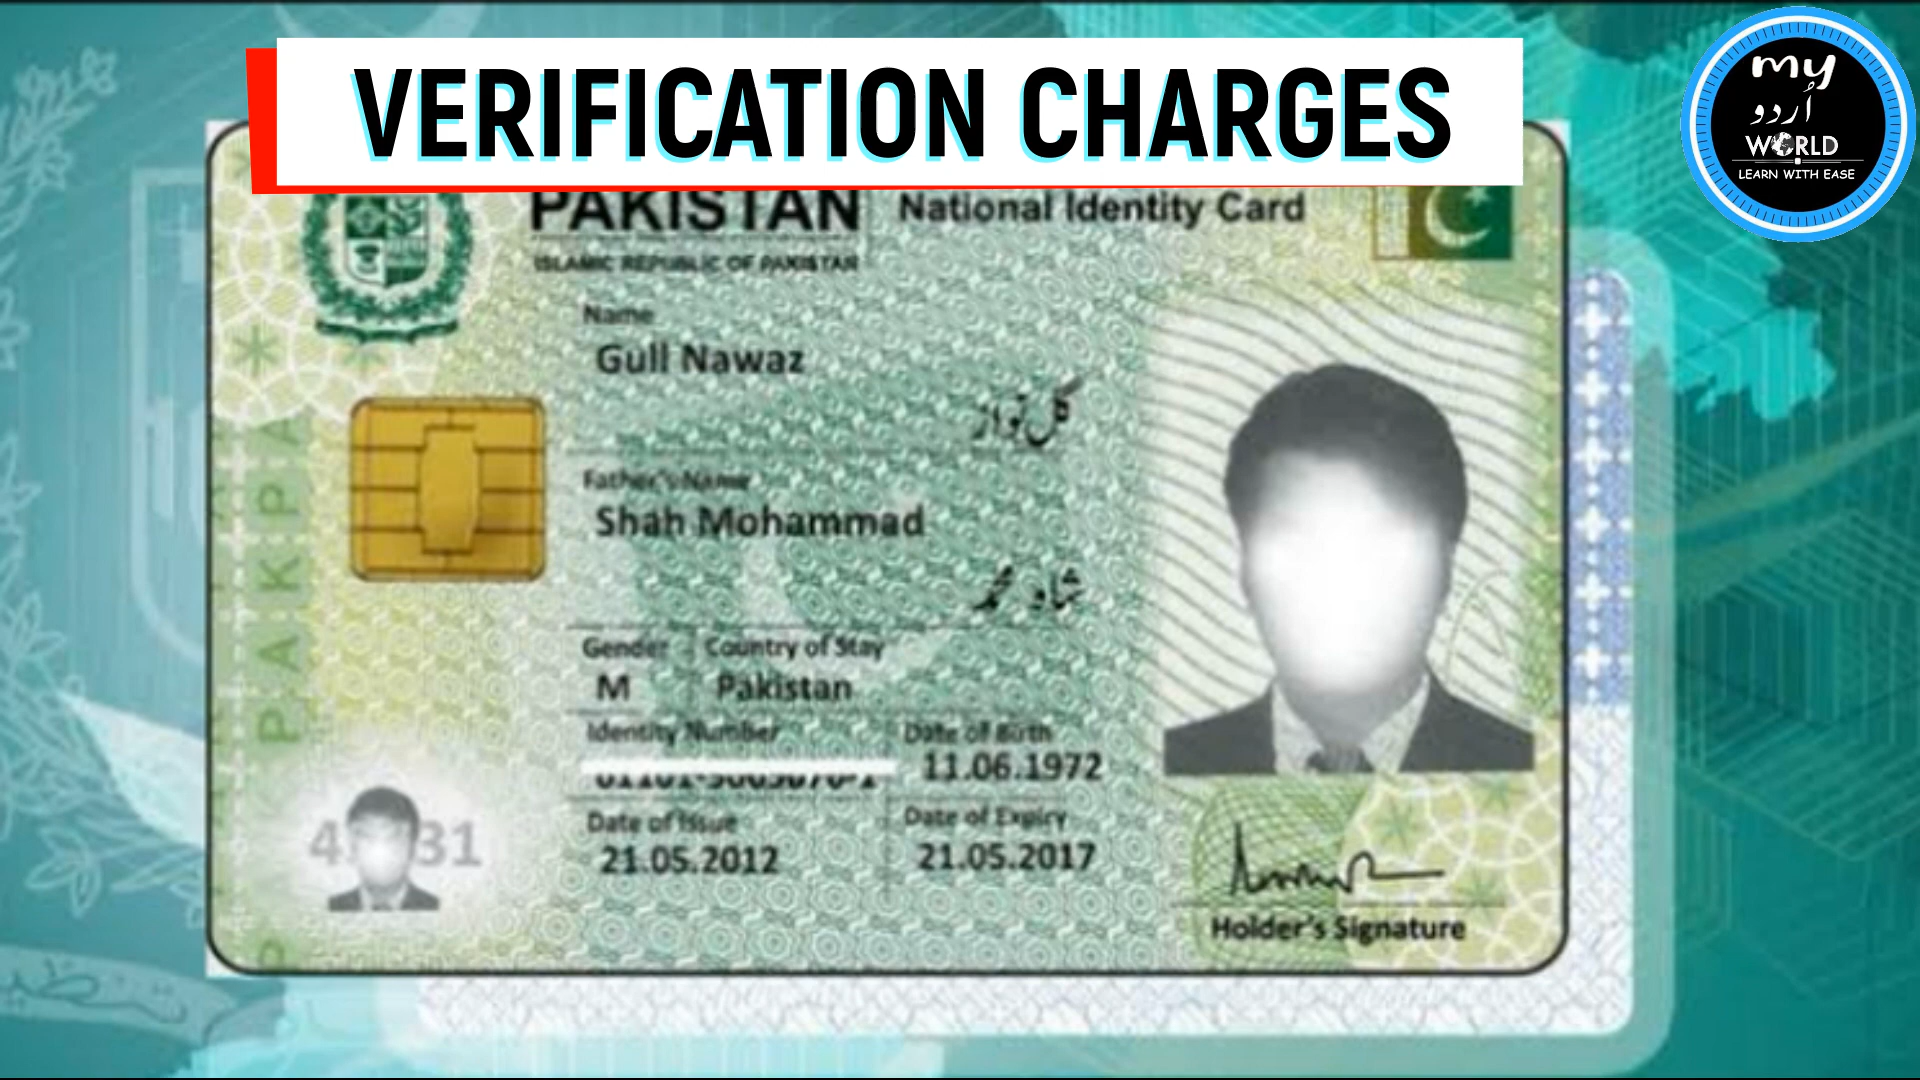 VERIFICATION CHARGES
my
اُردو
WORLD
LEARN WITH EASE
PAKISTAN National Identity Card
ISLAMIC REPUBLIC OF PAKISTAN
Name
Gull Nawaz
گل نواز
Father's Name
Shah Mohammad
شاہ محمد
Gender Country of Stay
M Pakistan
Identity Number Date of Birth
11.06.1972
Date of Issue Date of Expiry
21.05.2012 21.05.2017
Holder's Signature
PAKPA